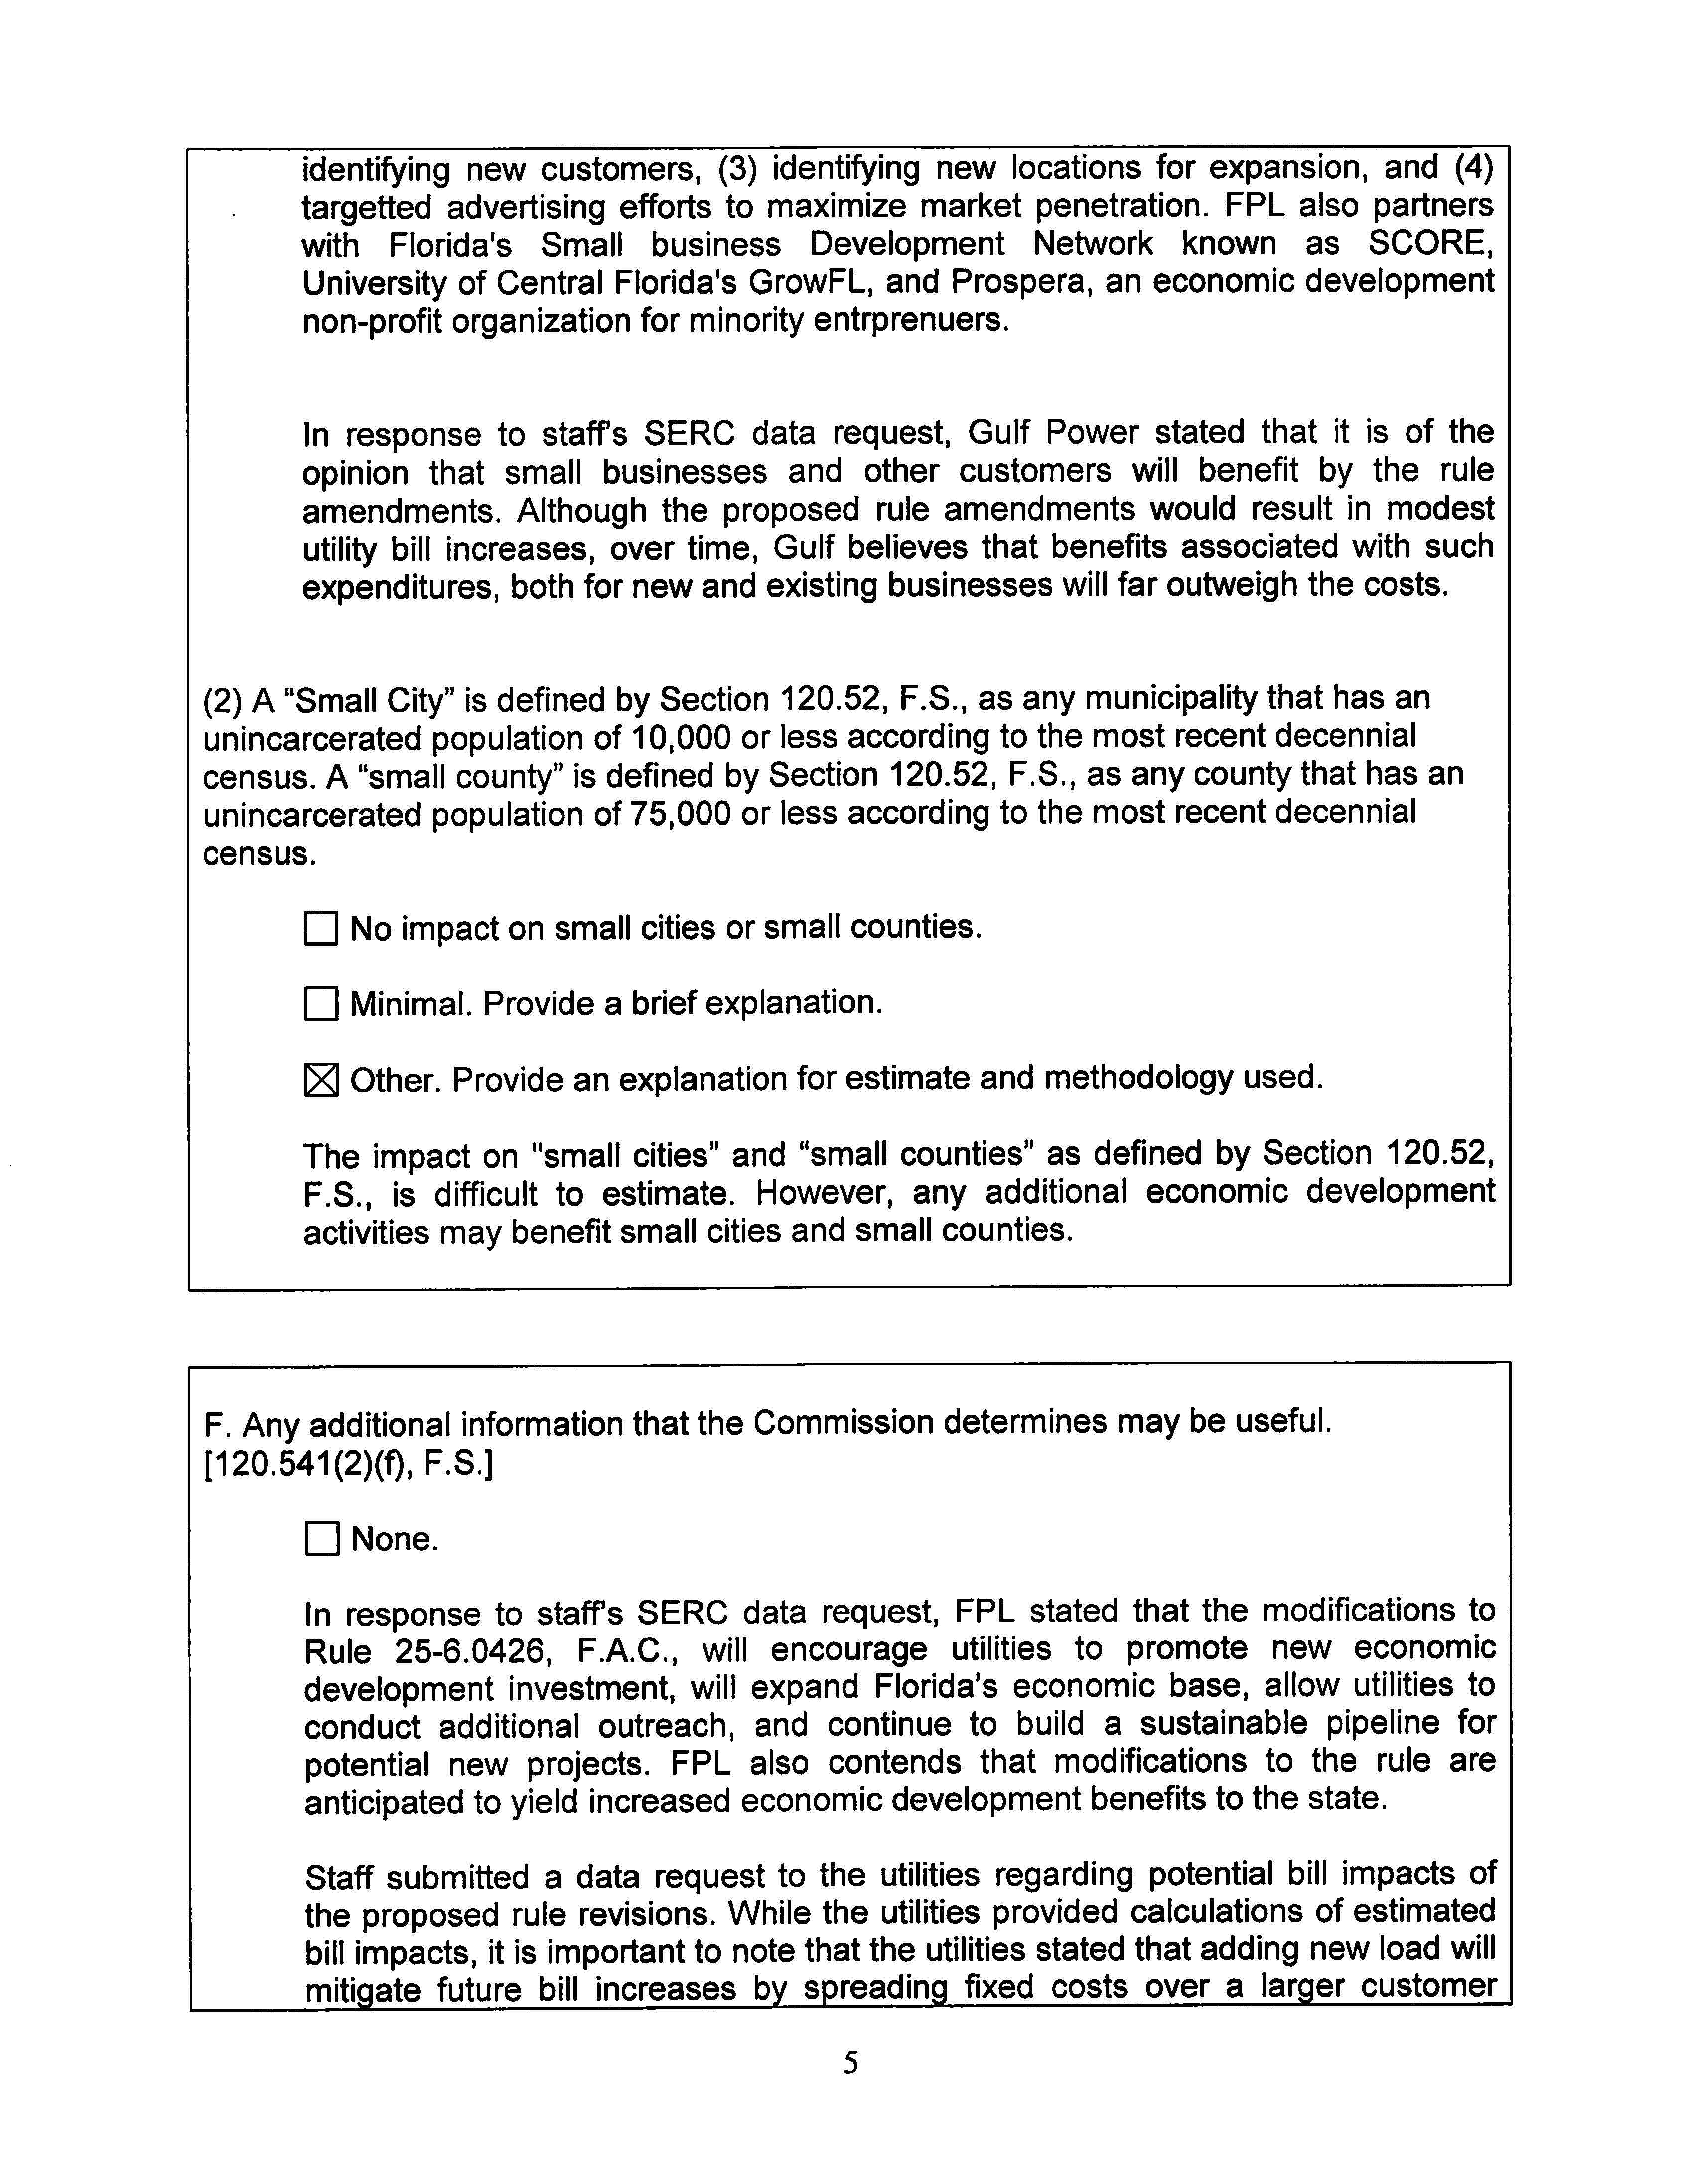 identifying new customers, (3) identifying new locations for expansion, and (4)
targetted advertising efforts to maximize market penetration. FPL also partners
with Florida's Small business Development Network known as SCORE,
University of Central Florida's GrowFL, and Prospera, an economic development
non-profit organization for minority entrprenuers.
In response to staff's SERC data request, Gulf Power stated that it is of the
opinion that small businesses and other customers will benefit by the rule
amendments. Although the proposed rule amendments would result in modest
utility bill increases, over time, Gulf believes that benefits associated with such
expenditures, both for new and existing businesses will far outweigh the costs.
(2) A “Small City” is defined by Section 120.52, F.S., as any municipality that has an
unincarcerated population of 10,000 or less according to the most recent decennial
census. A “small county” is defined by Section 120.52, F.S., as any county that has an
unincarcerated population of 75,000 or less according to the most recent decennial
census.
☐ No impact on small cities or small counties.
☐ Minimal. Provide a brief explanation.
☒ Other. Provide an explanation for estimate and methodology used.
The impact on "small cities” and “small counties” as defined by Section 120.52,
F.S., is difficult to estimate. However, any additional economic development
activities may benefit small cities and small counties.
F. Any additional information that the Commission determines may be useful.
[120.541(2)(f), F.S.]
☐ None.
In response to staff's SERC data request, FPL stated that the modifications to
Rule 25-6.0426, F.A.C., will encourage utilities to promote new economic
development investment, will expand Florida's economic base, allow utilities to
conduct additional outreach, and continue to build a sustainable pipeline for
potential new projects. FPL also contends that modifications to the rule are
anticipated to yield increased economic development benefits to the state.
Staff submitted a data request to the utilities regarding potential bill impacts of
the proposed rule revisions. While the utilities provided calculations of estimated
bill impacts, it is important to note that the utilities stated that adding new load will
mitigate future bill increases by spreading fixed costs over a larger customer
5